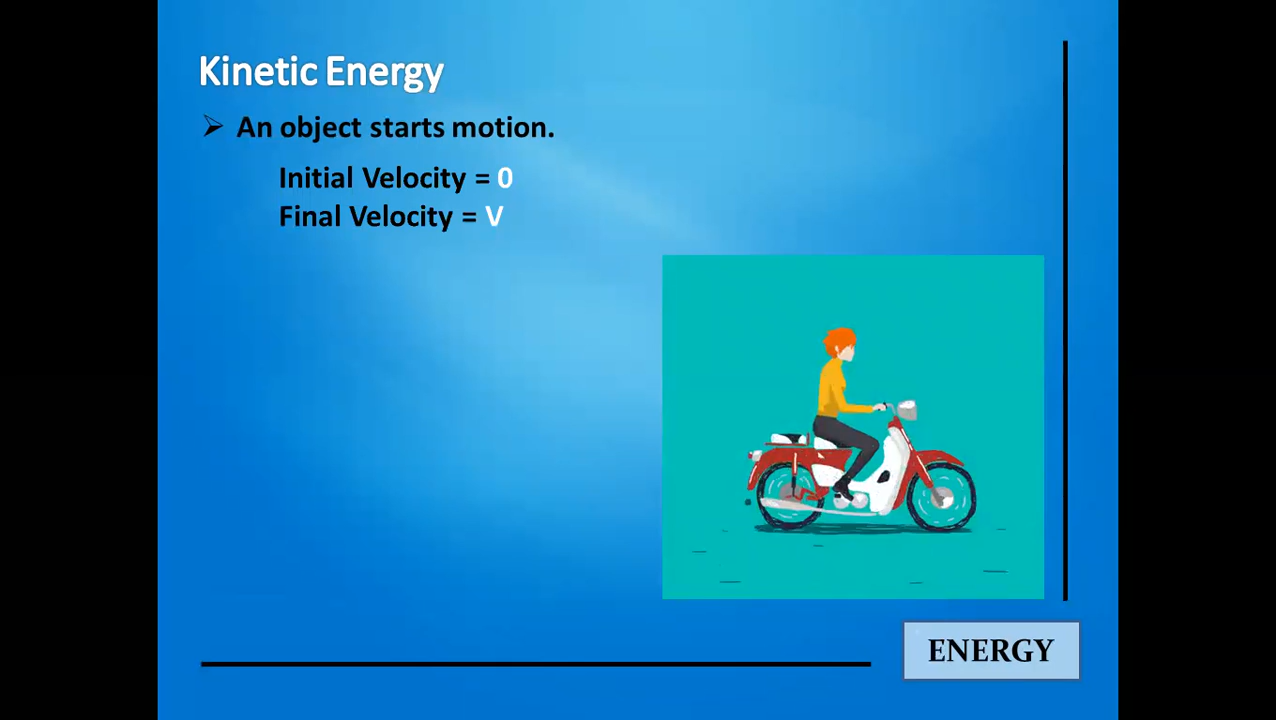 Kinetic Energy
➢ An object starts motion.
Initial Velocity = 0
Final Velocity = V
ENERGY